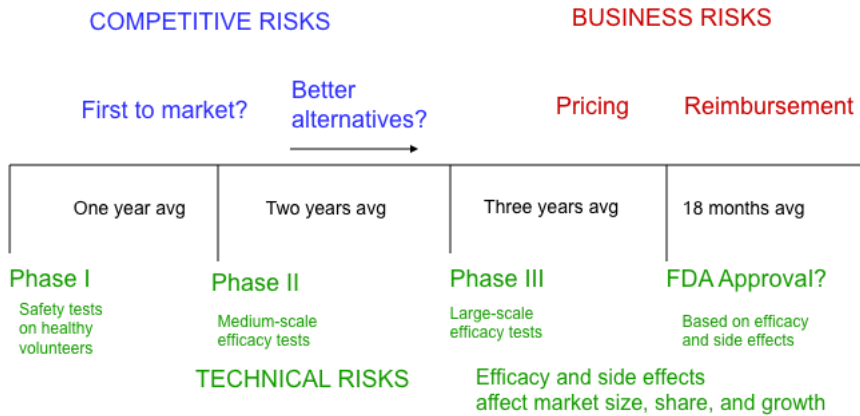 COMPETITIVE RISKS
BUSINESS RISKS
First to market?
Better
alternatives?
Pricing
Reimbursement
One year avg
Two years avg
Three years avg
18 months avg
Phase I
Phase II
Phase III
FDA Approval?
Safety tests
on healthy
volunteers
Medium-scale
efficacy tests
Large-scale
efficacy tests
Based on efficacy
and side effects
TECHNICAL RISKS
Efficacy and side effects
affect market size, share, and growth